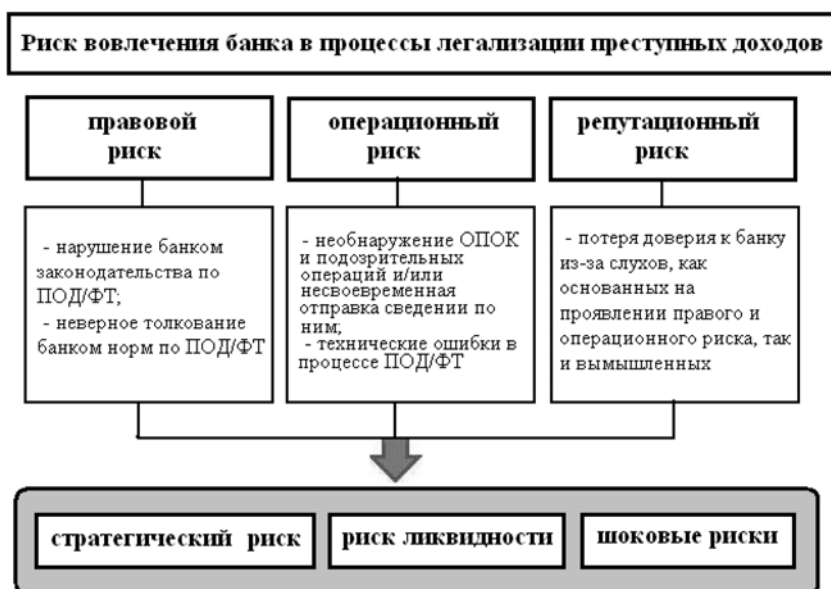 Риск вовлечения банка в процессы легализации преступных доходов
правовой
риск
операционный
риск
репутационный
риск
- нарушение банком
законодательства по
ПОД/ФТ;
- неверное толкование
банком норм по ПОД/ФТ
- необнаружение ОПОК
и подозрительных
операций и/или
несвоевременная
отправка сведении по
ним;
- технические ошибки в
процессе ПОД/ФТ
- потеря доверия к банку
из-за слухов, как
основанных на
проявлении правого и
операционного риска, так
и вымышленных
стратегический риск
риск ликвидности
шоковые риски